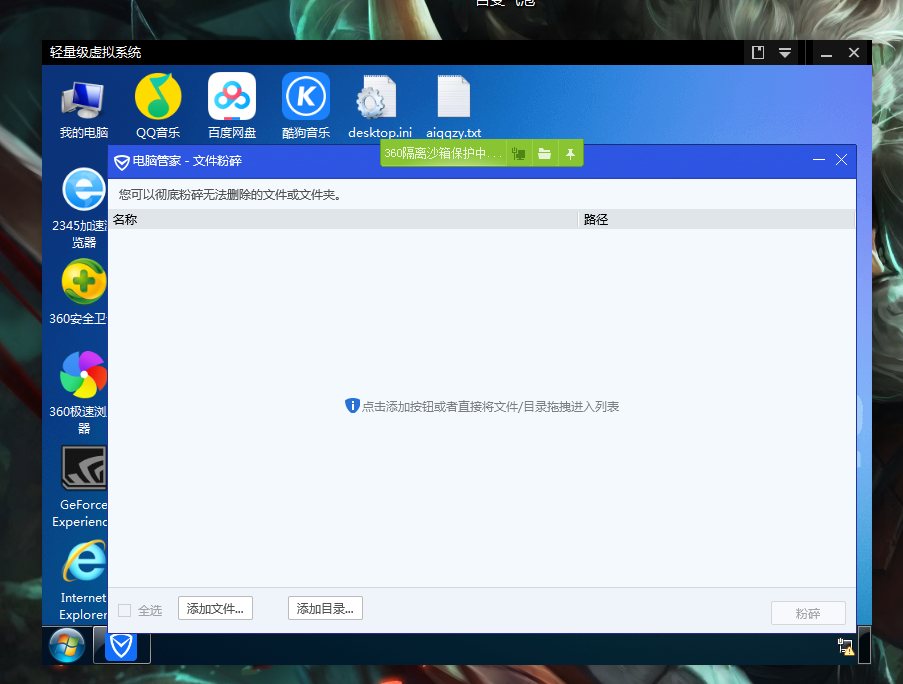 轻量级虚拟系统
我的电脑
QQ音乐
百度网盘
酷狗音乐
desktop.ini
aiqqzy.txt
360隔离沙箱保护中...
电脑管家 - 文件粉碎
您可以彻底粉碎无法删除的文件或文件夹。
名称
路径
2345加速浏
览器
360安全卫
360极速浏
器
GeForce
Experienc
Internet
Explorer
点击添加按钮或者直接将文件/目录拖拽进入列表
全选
添加文件...
添加目录...
粉碎